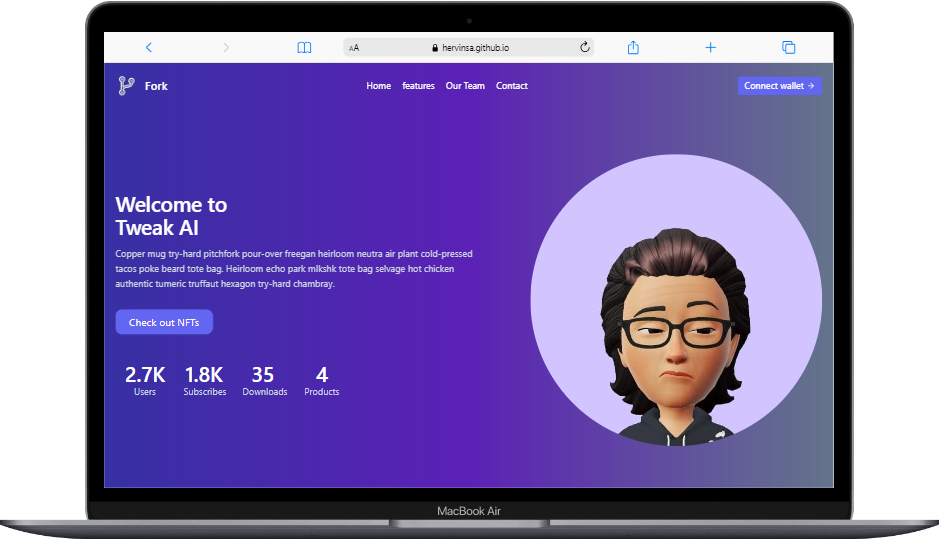 AA
hervinsa.github.io
Fork
Home features Our Team Contact
Connect wallet →
Welcome to
Tweak AI
Copper mug try-hard pitchfork pour-over freegan heirloom neutra air plant cold-pressed
tacos poke beard tote bag. Heirloom echo park mlkshk tote bag selvage hot chicken
authentic tumeric truffaut hexagon try-hard chambray.
Check out NFTs
2.7K 1.8K 35 4
Users Subscribes Downloads Products
MacBook Air